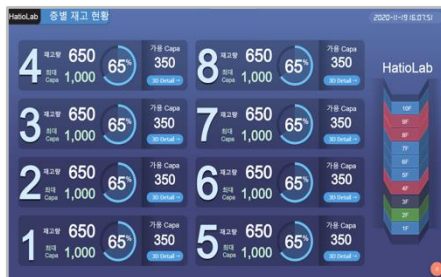 HatioLab 층별 재고 현황
2020-11-19 16:07:51
4 재고량 650 최대 Capa 1,000 65% 가용 Capa 350 3D Detail→
8 재고량 650 최대 Capa 1,000 65% 가용 Capa 350 3D Detail→
3 재고량 650 최대 Capa 1,000 65% 가용 Capa 350 3D Detail→
7 재고량 650 최대 Capa 1,000 65% 가용 Capa 350 3D Detail→
2 재고량 650 최대 Capa 1,000 65% 가용 Capa 350 3D Detail→
6 재고량 650 최대 Capa 1,000 65% 가용 Capa 350 3D Detail→
1 재고량 650 최대 Capa 1,000 65% 가용 Capa 350 3D Detail→
5 재고량 650 최대 Capa 1,000 65% 가용 Capa 350 3D Detail→
HatioLab
10F
9F
8F
7F
6F
5F
4F
3F
2F
1F